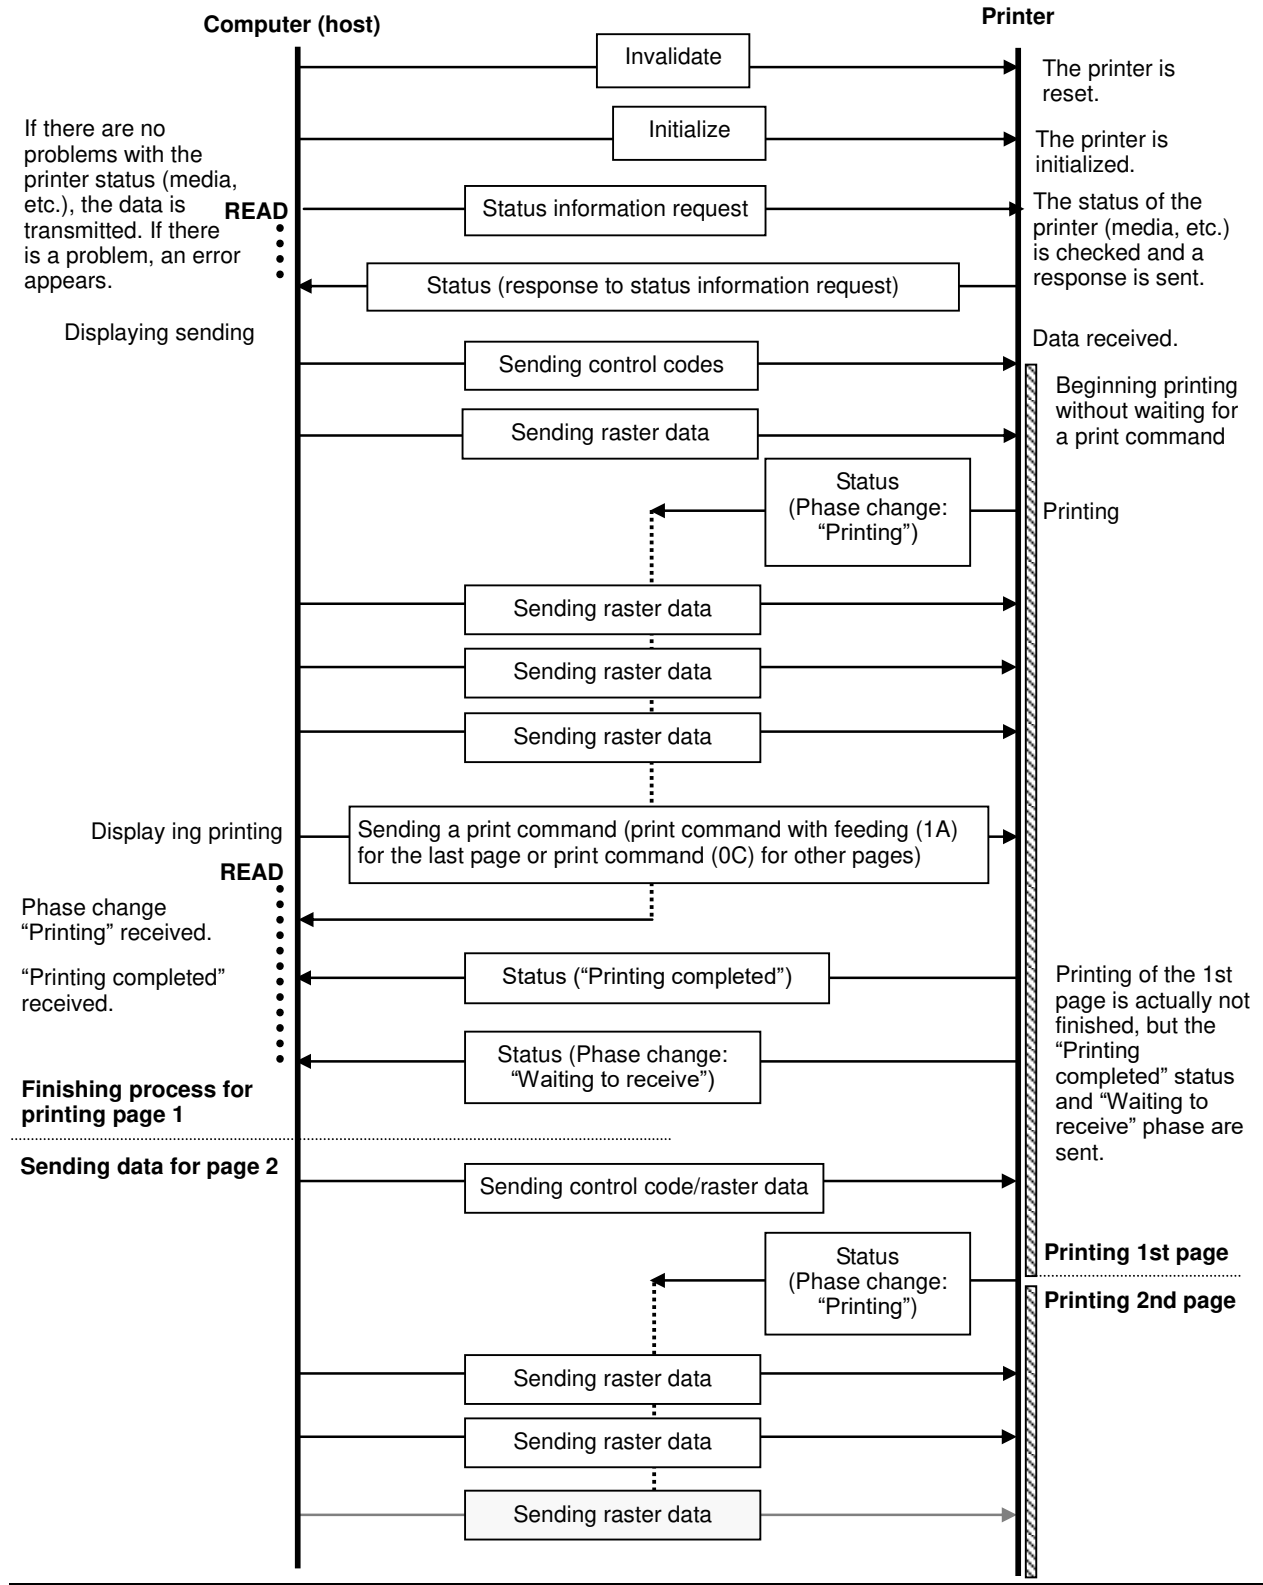 Computer (host)
Printer
Invalidate
The printer is
reset.
If there are no
problems with the
printer status (media,
etc.), the data is
transmitted. If there
is a problem, an error
appears.
Initialize
The printer is
initialized.
READ
Status information request
The status of the
printer (media, etc.)
is checked and a
response is sent.
Status (response to status information request)
Displaying sending
Data received.
Sending control codes
Beginning printing
without waiting for
a print command
Sending raster data
Status
(Phase change:
“Printing”)
Printing
Sending raster data
Sending raster data
Sending raster data
Display ing printing
Sending a print command (print command with feeding (1A)
for the last page or print command (0C) for other pages)
READ
Phase change
“Printing” received.
“Printing completed”
received.
Status (“Printing completed”)
Printing of the 1st
page is actually not
finished, but the
“Printing
completed” status
and “Waiting to
receive” phase are
sent.
Status (Phase change:
“Waiting to receive”)
Finishing process for
printing page 1
Sending data for page 2
Sending control code/raster data
Status
(Phase change:
“Printing”)
Printing 1st page
Printing 2nd page
Sending raster data
Sending raster data
Sending raster data